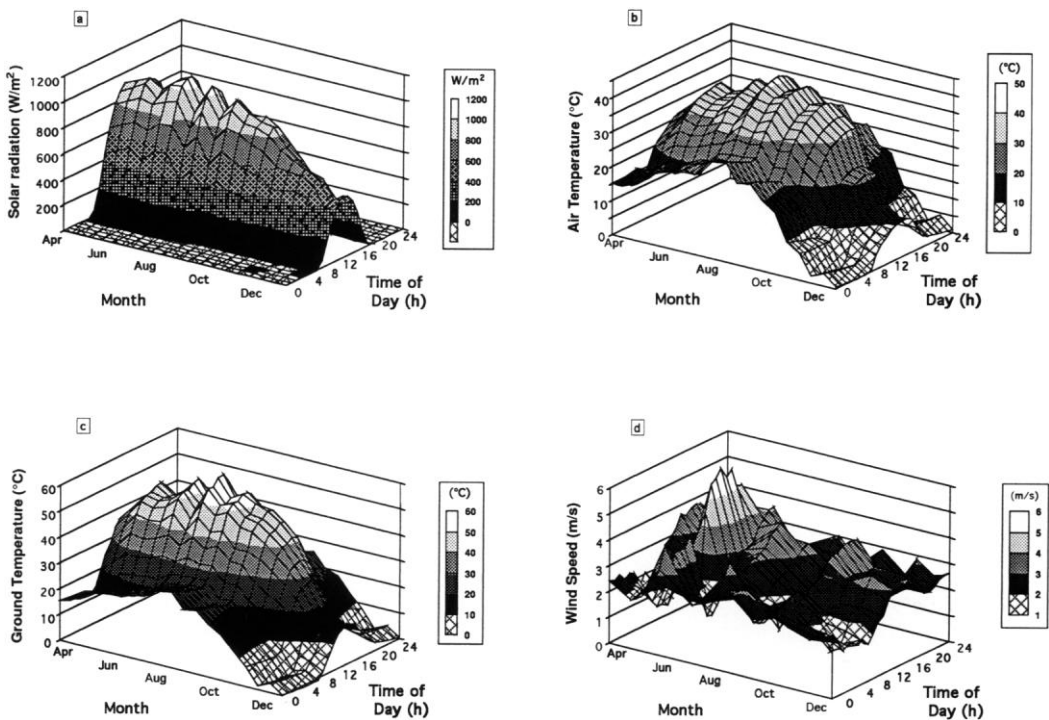 a
Solar radiation (W/m²)
1200
1000
800
600
400
200
Apr
Jun
Aug
Oct
Dec
Month
0
4
8
12
16
20
24
Time of
Day (h)
W/m²
1200
1000
800
600
400
200
0
b
Air Temperature (°C)
40
30
20
10
0
Apr
Jun
Aug
Oct
Dec
Month
0
4
8
12
16
20
24
Time of
Day (h)
(°C)
50
40
30
20
10
0
c
Ground Temperature (°C)
60
50
40
30
20
10
0
Apr
Jun
Aug
Oct
Dec
Month
0
4
8
12
16
20
24
Time of
Day (h)
(°C)
60
50
40
30
20
10
0
d
Wind Speed (m/s)
6
5
4
3
2
1
0
Apr
Jun
Aug
Oct
Dec
Month
0
4
8
12
16
20
24
Time of
Day (h)
(m/s)
6
5
4
3
2
1